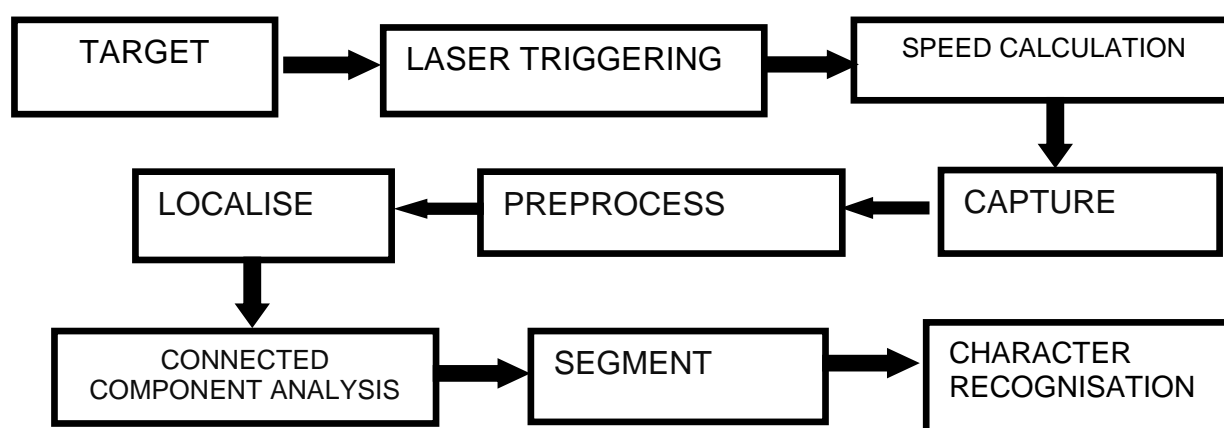 TARGET
LASER TRIGGERING
SPEED CALCULATION
CAPTURE
PREPROCESS
LOCALISE
CONNECTED
COMPONENT ANALYSIS
SEGMENT
CHARACTER
RECOGNISATION